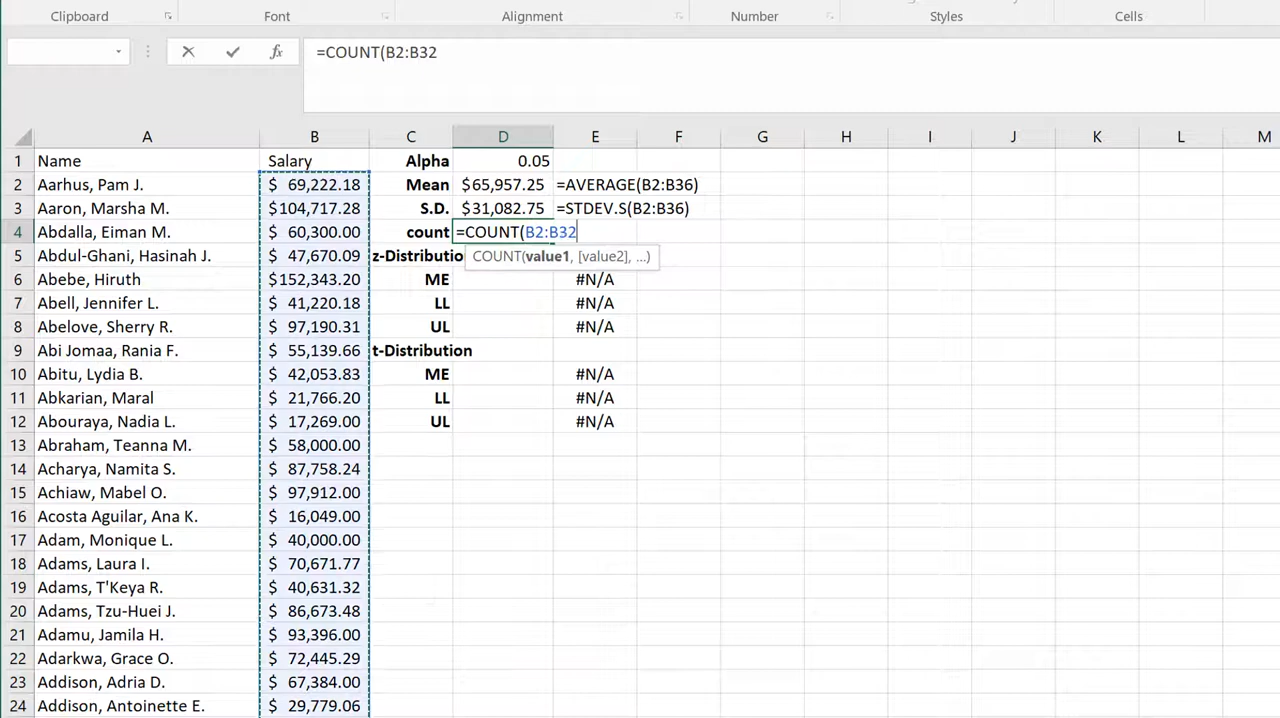 Clipboard Font Alignment Number Styles Cells
=COUNT(B2:B32
A B C D E F G H I J K L M
1 Name Salary Alpha 0.05
2 Aarhus, Pam J. $ 69,222.18 Mean $65,957.25 =AVERAGE(B2:B36)
3 Aaron, Marsha M. $104,717.28 S.D. $31,082.75 =STDEV.S(B2:B36)
4 Abdalla, Eiman M. $ 60,300.00 count =COUNT(B2:B32
5 Abdul-Ghani, Hasinah J. $ 47,670.09 z-Distributio COUNT(value1, [value2], ...)
6 Abebe, Hiruth $152,343.20 ME #N/A
7 Abell, Jennifer L. $ 41,220.18 LL #N/A
8 Abelove, Sherry R. $ 97,190.31 UL #N/A
9 Abi Jomaa, Rania F. $ 55,139.66 t-Distribution
10 Abitu, Lydia B. $ 42,053.83 ME #N/A
11 Abkarian, Maral $ 21,766.20 LL #N/A
12 Abouraya, Nadia L. $ 17,269.00 UL #N/A
13 Abraham, Teanna M. $ 58,000.00
14 Acharya, Namita S. $ 87,758.24
15 Achiaw, Mabel O. $ 97,912.00
16 Acosta Aguilar, Ana K. $ 16,049.00
17 Adam, Monique L. $ 40,000.00
18 Adams, Laura I. $ 70,671.77
19 Adams, T'Keya R. $ 40,631.32
20 Adams, Tzu-Huei J. $ 86,673.48
21 Adamu, Jamila H. $ 93,396.00
22 Adarkwa, Grace O. $ 72,445.29
23 Addison, Adria D. $ 67,384.00
24 Addison, Antoinette E. $ 29,779.06